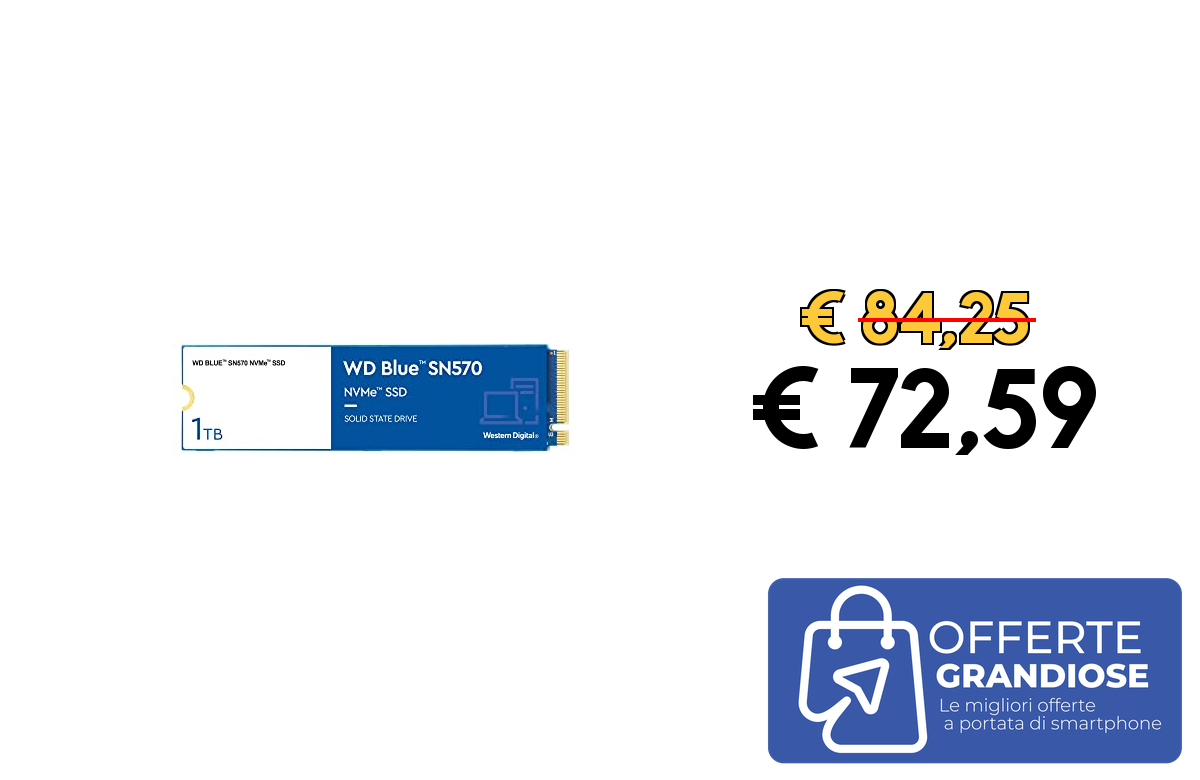 WD BLUE™ SN570 NVMe™ SSD
1TB
WD Blue™ SN570
NVMe™ SSD
SOLID STATE DRIVE
Western Digital®
€ 84,25
€ 72,59
OFFERTE
GRANDIOSE
Le migliori offerte
a portata di smartphone